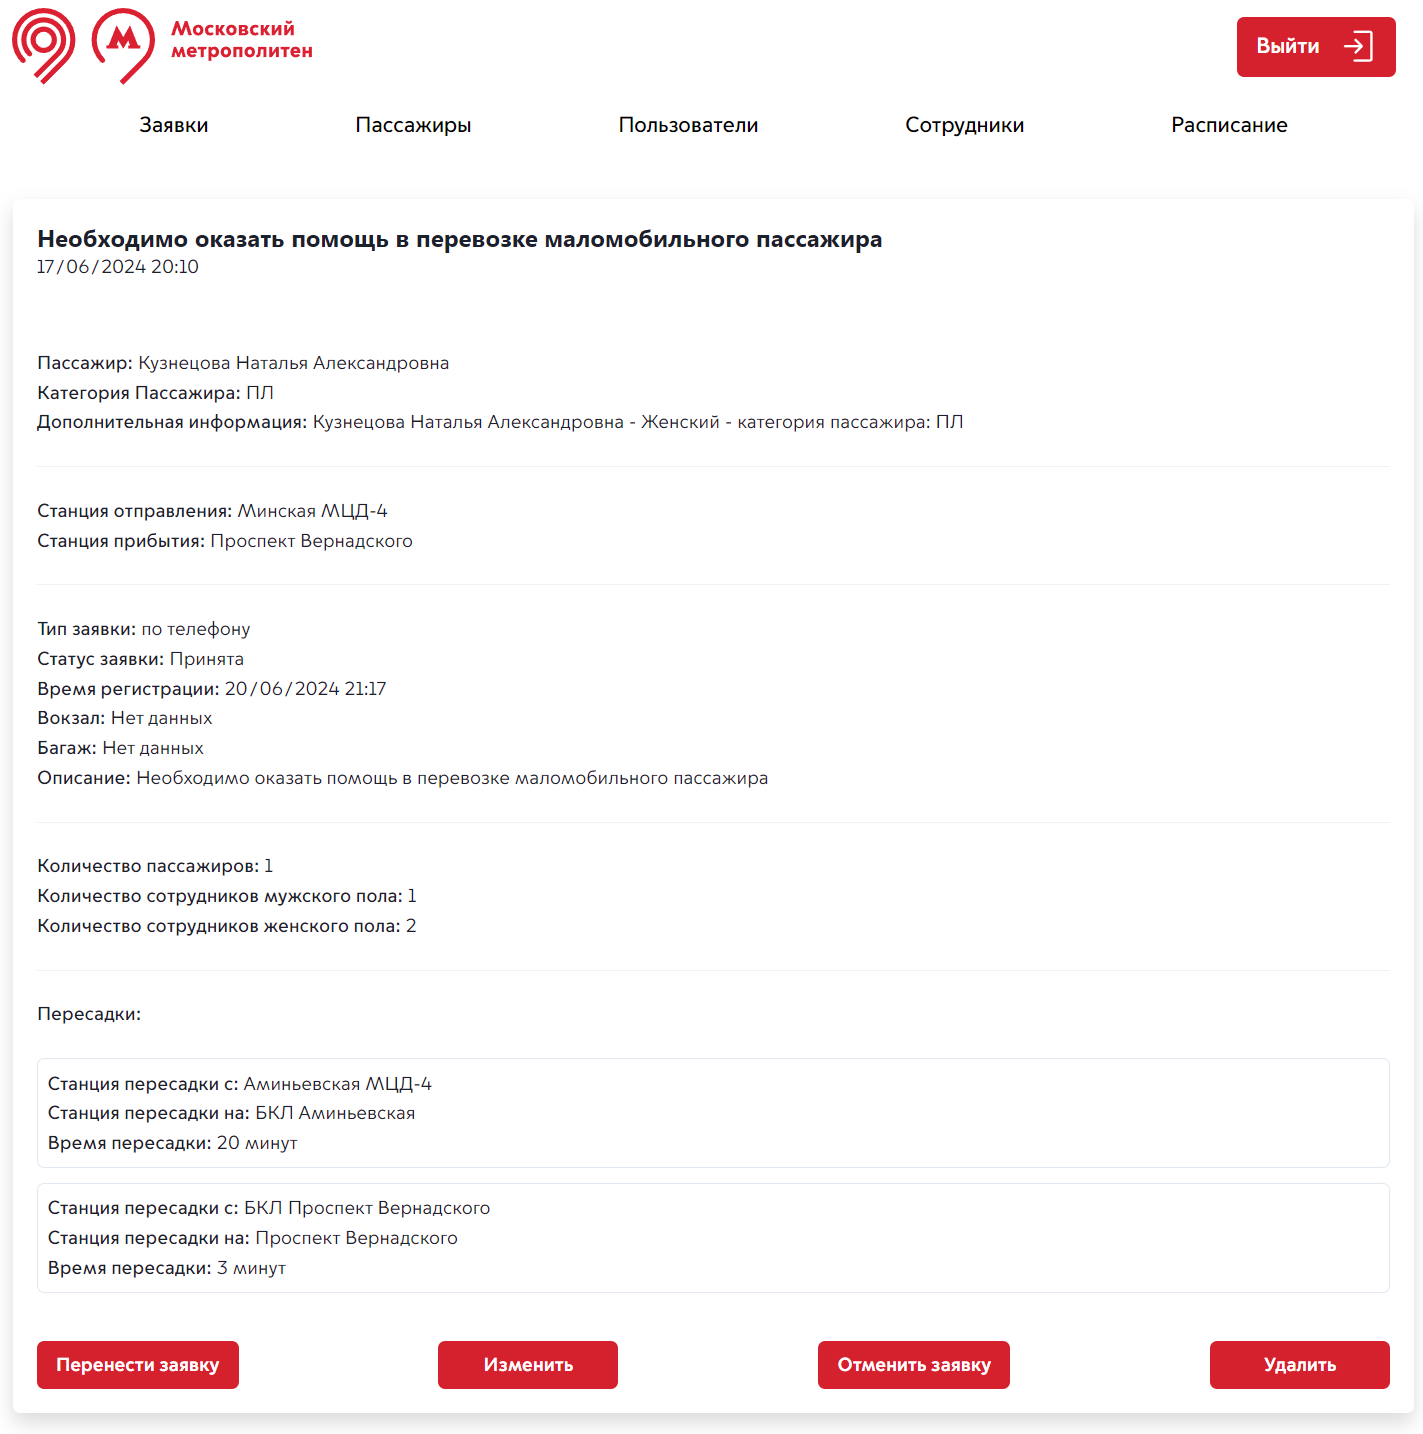 Московский
метрополитен
Выйти
Заявки Пассажиры Пользователи Сотрудники Расписание
Необходимо оказать помощь в перевозке маломобильного пассажира
17/06/2024 20:10
Пассажир: Кузнецова Наталья Александровна
Категория Пассажира: ПЛ
Дополнительная информация: Кузнецова Наталья Александровна - Женский - категория пассажира: ПЛ
Станция отправления: Минская МЦД-4
Станция прибытия: Проспект Вернадского
Тип заявки: по телефону
Статус заявки: Принята
Время регистрации: 20/06/2024 21:17
Вокзал: Нет данных
Багаж: Нет данных
Описание: Необходимо оказать помощь в перевозке маломобильного пассажира
Количество пассажиров: 1
Количество сотрудников мужского пола: 1
Количество сотрудников женского пола: 2
Пересадки:
Станция пересадки с: Аминьевская МЦД-4
Станция пересадки на: БКЛ Аминьевская
Время пересадки: 20 минут
Станция пересадки с: БКЛ Проспект Вернадского
Станция пересадки на: Проспект Вернадского
Время пересадки: 3 минут
Перенести заявку Изменить Отменить заявку Удалить